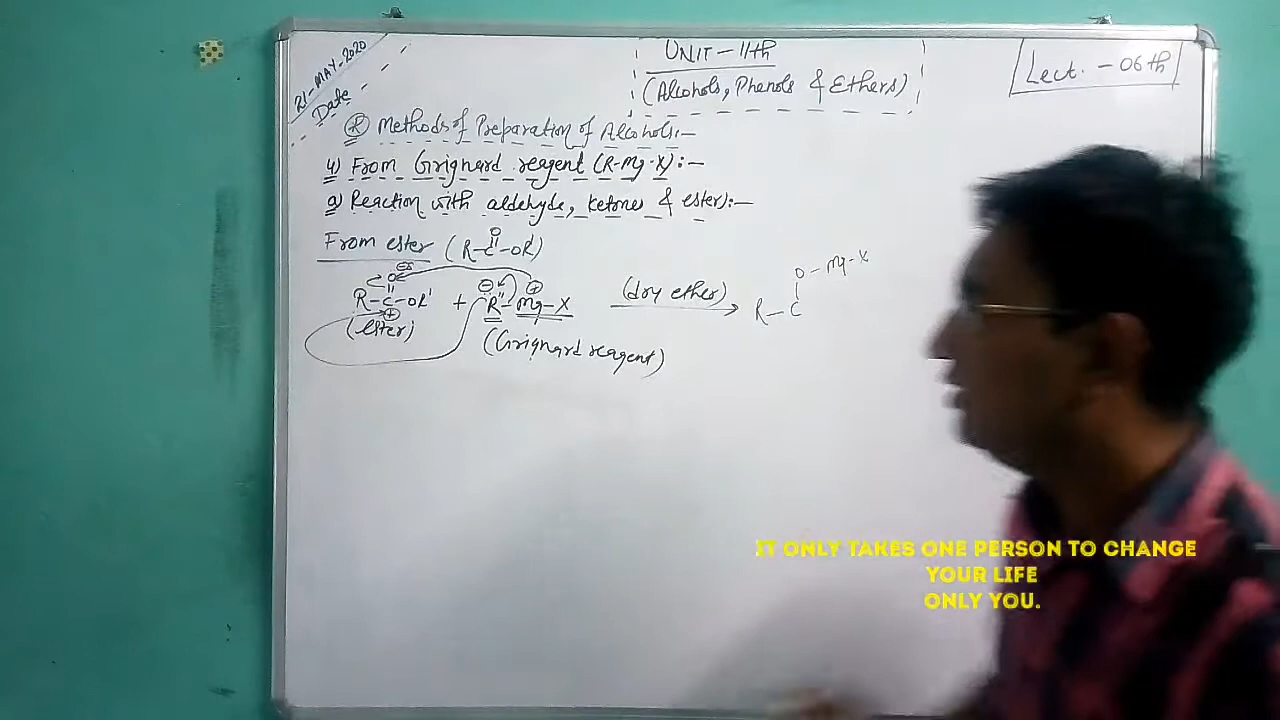 21-MAY-2020
Date
UNIT-11th
(Alcohols, Phenols & Ethers)
Lect. - 06th
* Methods of Preparation of Alcohols:-
4) From Grignard reagent (R-Mg-X):-
a) Reaction with aldehyde, ketones & ester):-
From ester (R-C-OR')
O
O
R-C-OR' + R''-Mg-X (dry ether)
(ester)
(Grignard reagent)
O-Mg-X
R-C
IT ONLY TAKES ONE PERSON TO CHANGE
YOUR LIFE
ONLY YOU.